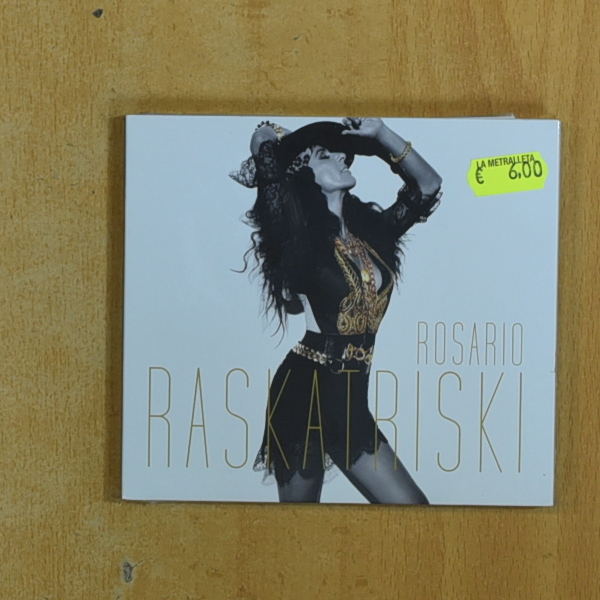 LA METRALLETA
€ 6,00
ROSARIO
RASKATRISKI